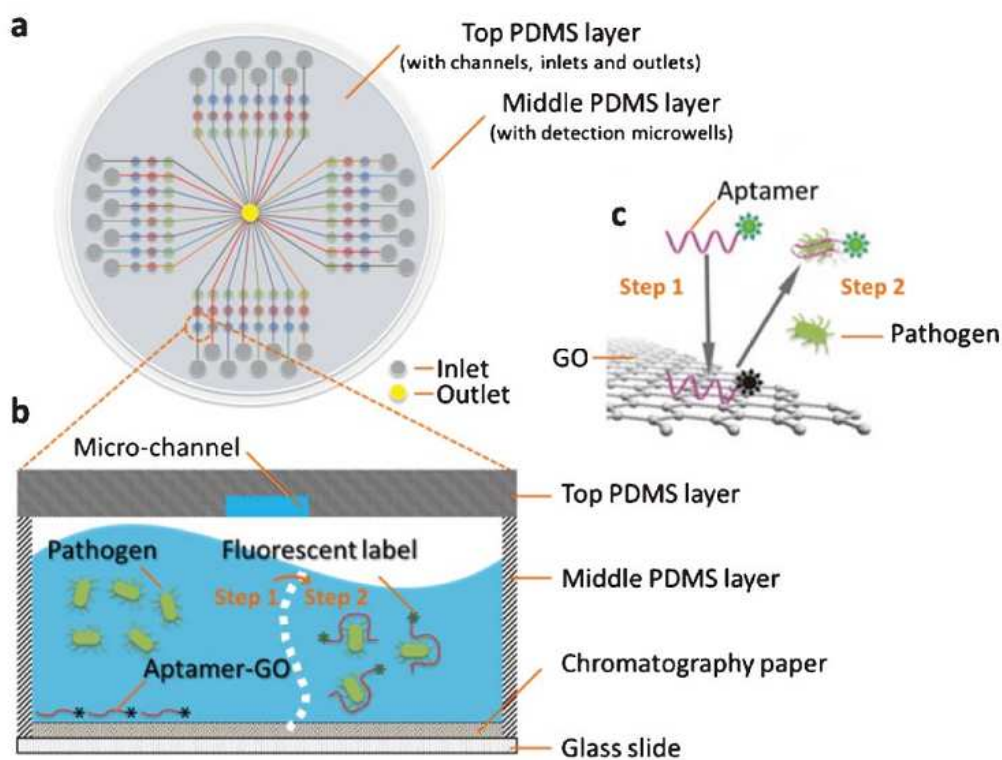 a
Top PDMS layer
(with channels, inlets and outlets)
Middle PDMS layer
(with detection microwells)
Inlet
Outlet
c
Aptamer
Step 1
Step 2
Pathogen
GO
b
Micro-channel
Top PDMS layer
Pathogen
Fluorescent label
Step 1
Step 2
Middle PDMS layer
Aptamer-GO
Chromatography paper
Glass slide